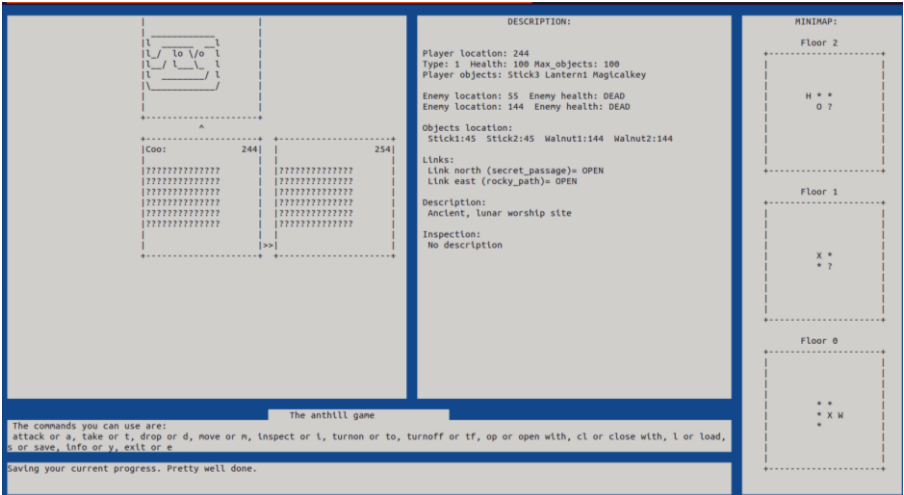 DESCRIPTION:
Player location: 244
Type: 1 Health: 100 Max_objects: 100
Player objects: Stick3 Lantern1 Magicalkey
Enemy location: 55 Enemy health: DEAD
Enemy location: 144 Enemy health: DEAD
Objects location:
Stick1:45 Stick2:45 Walnut1:144 Walnut2:144
Links:
Link north (secret_passage)= OPEN
Link east (rocky_path)= OPEN
Description:
Ancient, lunar worship site
Inspection:
No description
Coo: 244
254
??????????????
??????????????
??????????????
??????????????
??????????????
??????????????
??????????????
??????????????
??????????????
??????????????
??????????????
??????????????
>>
MINIMAP:
Floor 2
H * *
O ?
Floor 1
X *
* ?
Floor 0
* *
* X W
*
The anthill game
The commands you can use are:
attack or a, take or t, drop or d, move or m, inspect or i, turnon or to, turnoff or tf, op or open with, cl or close with, l or load,
s or save, info or y, exit or e
Saving your current progress. Pretty well done.